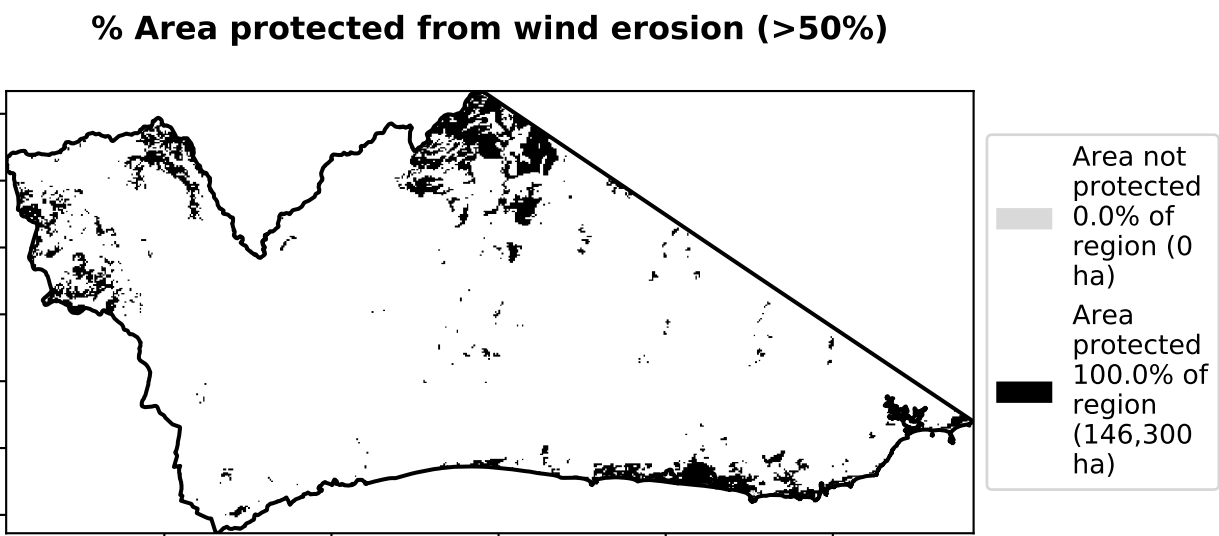 % Area protected from wind erosion (>50%)
Area not
protected
0.0% of
region (0
ha)
Area
protected
100.0% of
region
(146,300
ha)